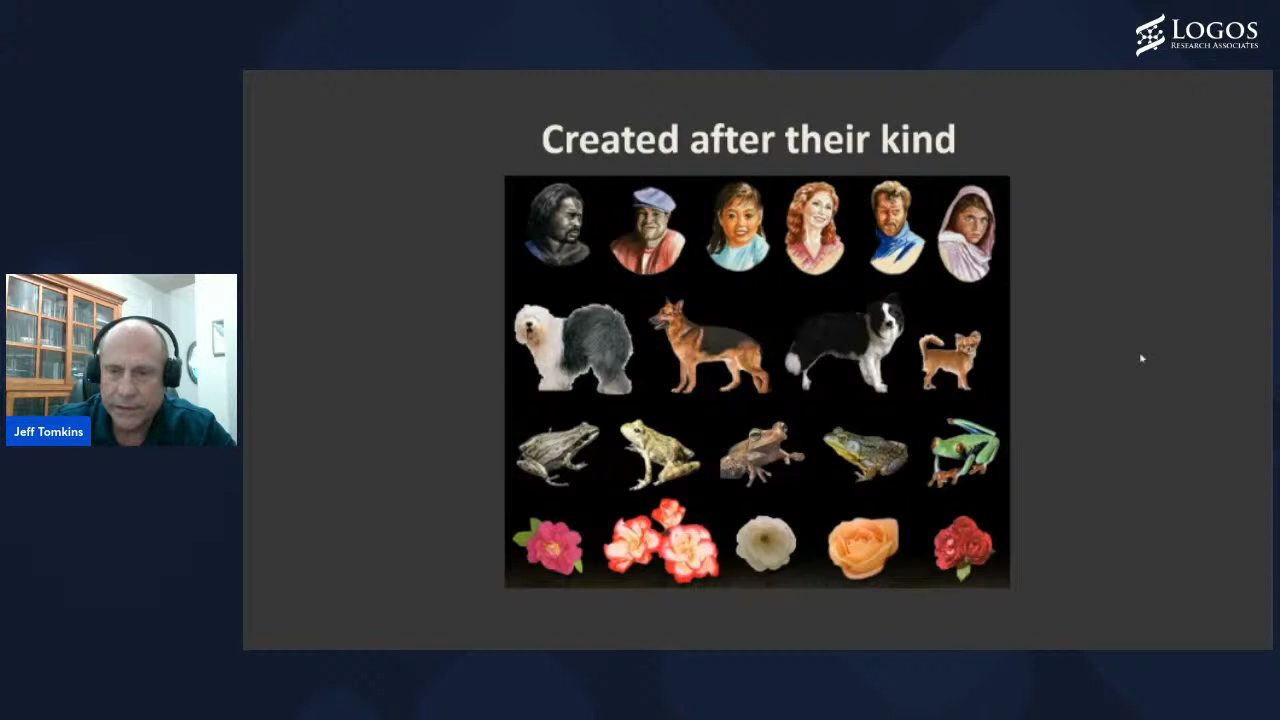 LOGOS
RESEARCH ASSOCIATES
Created after their kind
Jeff Tomkins